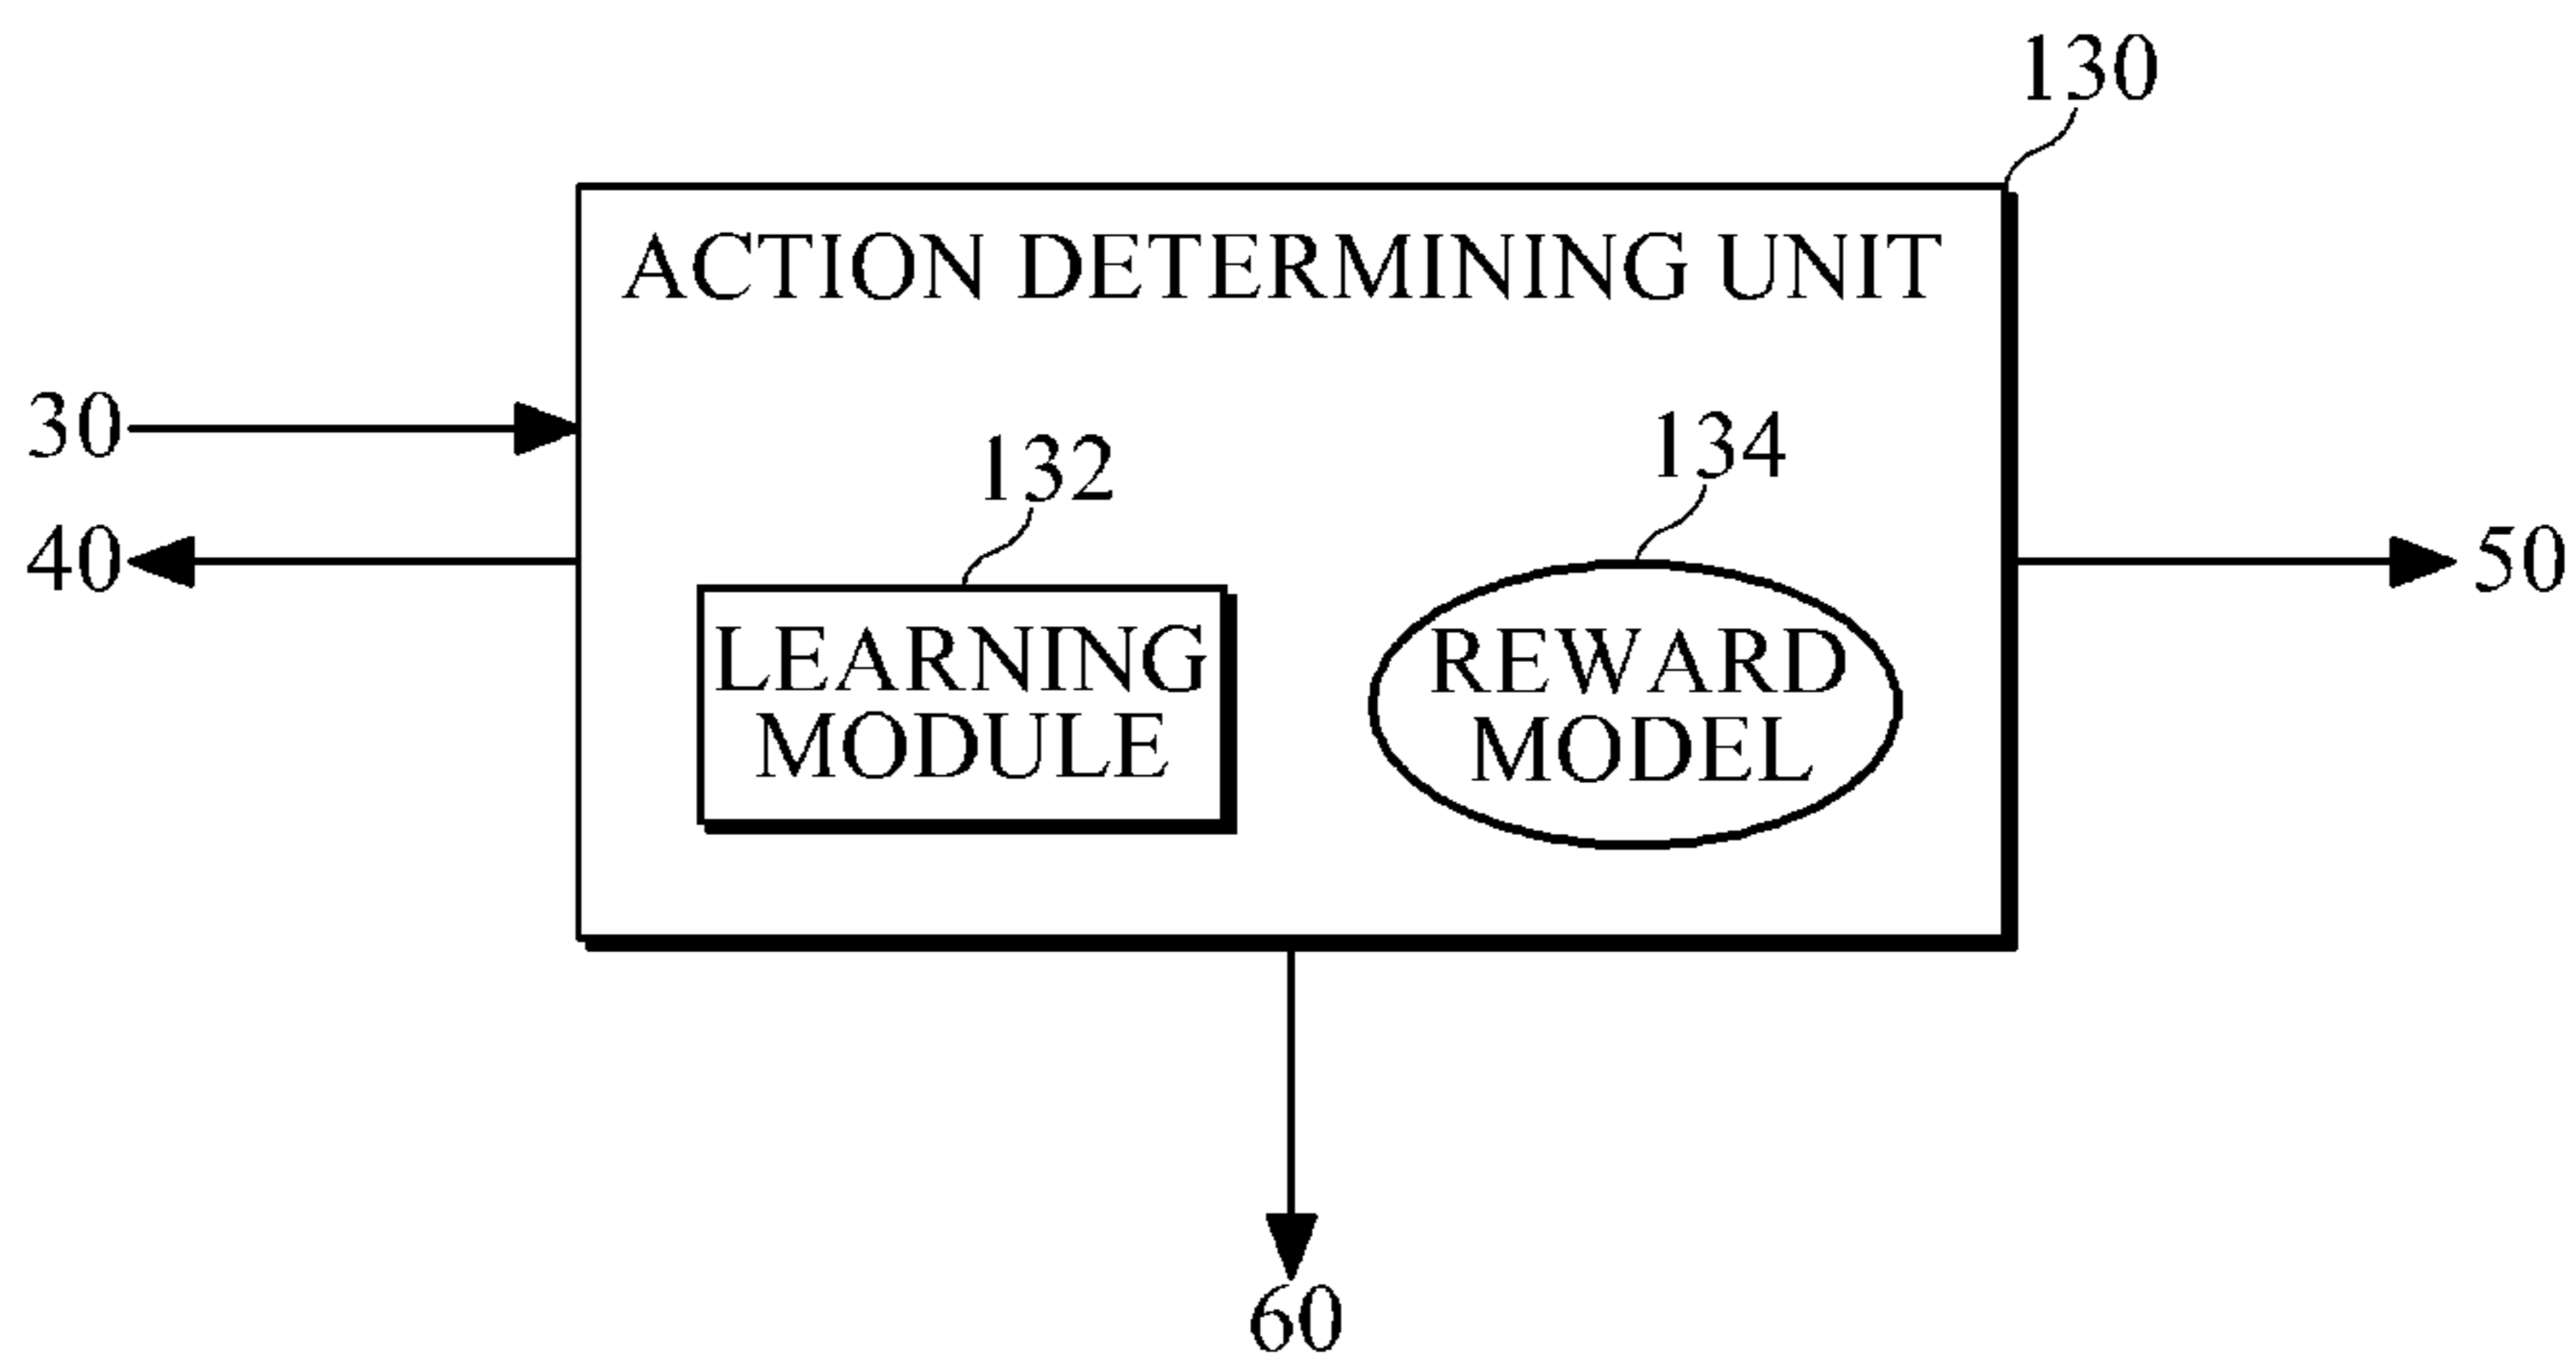 130
ACTION DETERMINING UNIT
30
132
134
40
50
LEARNING
MODULE
REWARD
MODEL
60